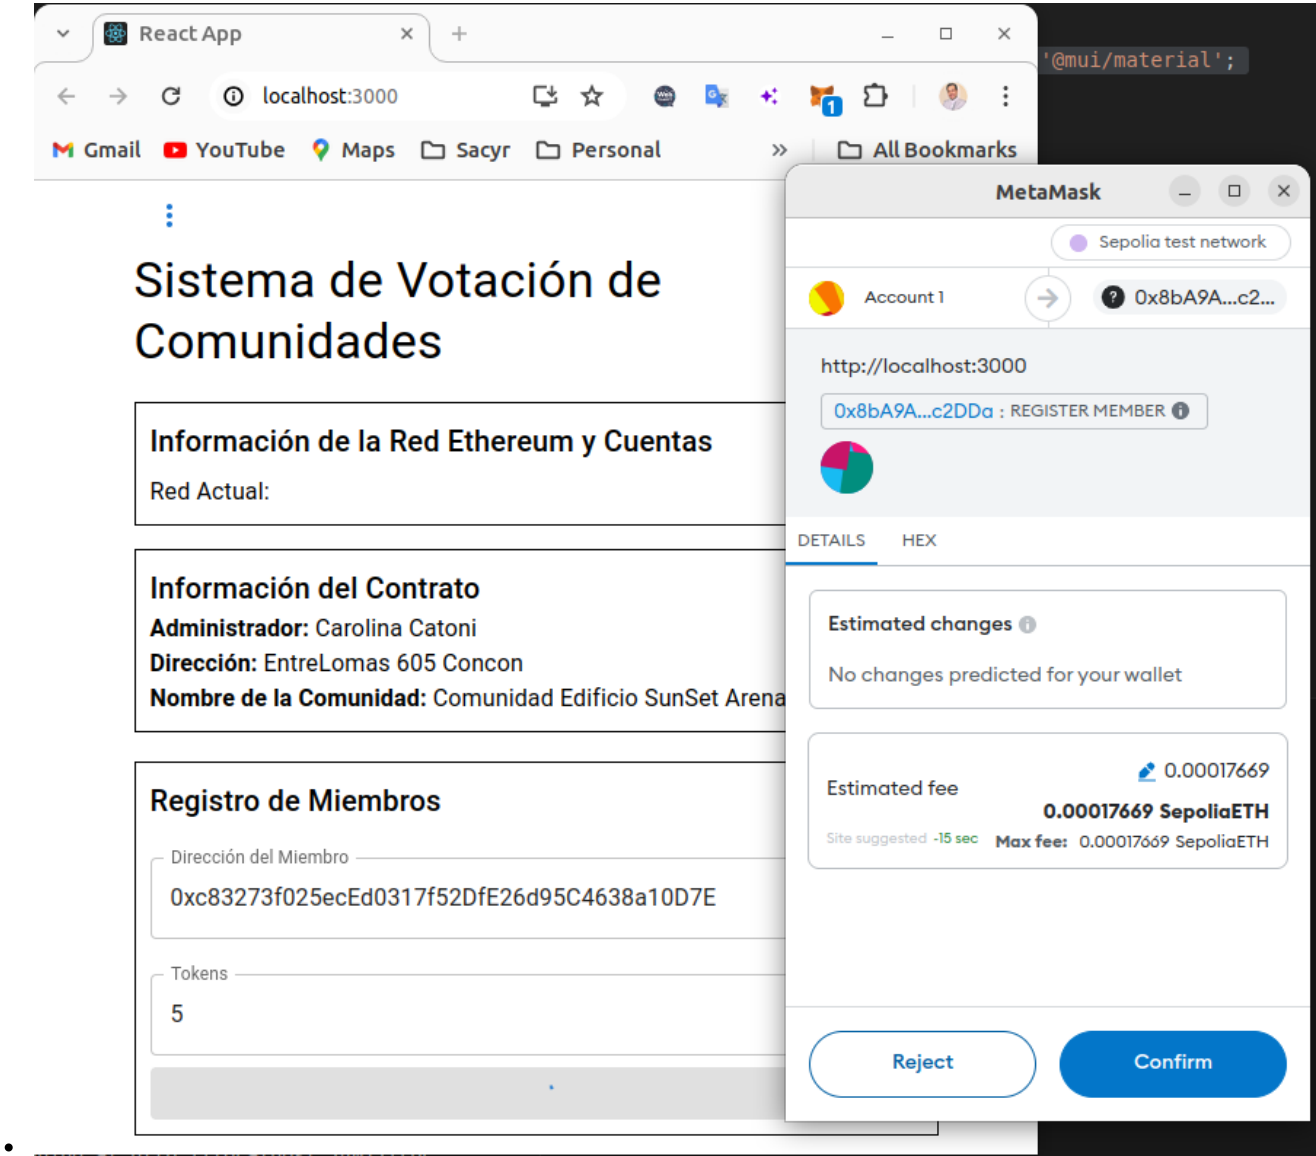 React App
'@mui/material';
localhost:3000
1
Gmail YouTube Maps Sacyr Personal » All Bookmarks
Sistema de Votación de
Comunidades
Información de la Red Ethereum y Cuentas
Red Actual:
Información del Contrato
Administrador: Carolina Catoni
Dirección: EntreLomas 605 Concon
Nombre de la Comunidad: Comunidad Edificio SunSet Arena
Registro de Miembros
Dirección del Miembro
0xc83273f025ecEd0317f52DfE26d95C4638a10D7E
Tokens
5
MetaMask
Sepolia test network
Account 1
0x8bA9A...c2...
http://localhost:3000
0x8bA9A...c2DDa : REGISTER MEMBER
DETAILS HEX
Estimated changes
No changes predicted for your wallet
Estimated fee
0.00017669
0.00017669 SepoliaETH
Site suggested ~15 sec Max fee: 0.00017669 SepoliaETH
Reject Confirm